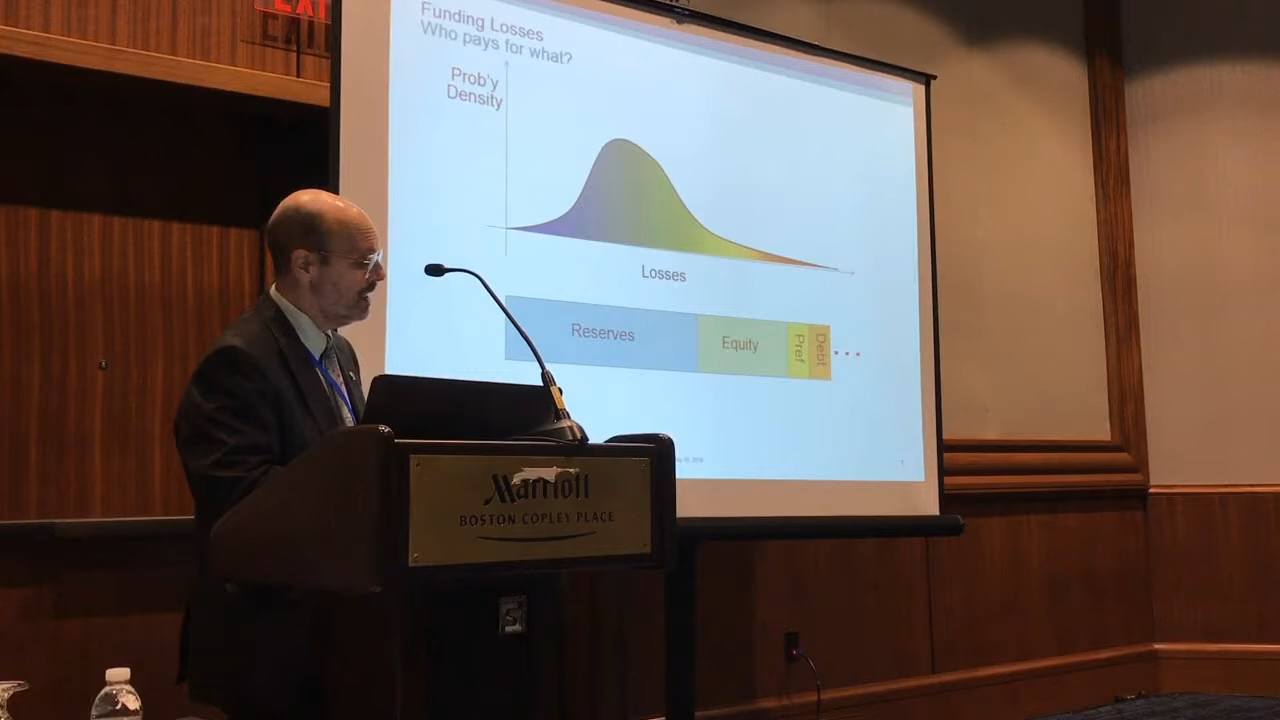 EXIT
Funding Losses
Who pays for what?
Prob'y
Density
Losses
Reserves
Equity
Pref
Debt
Marriott
BOSTON COPLEY PLACE